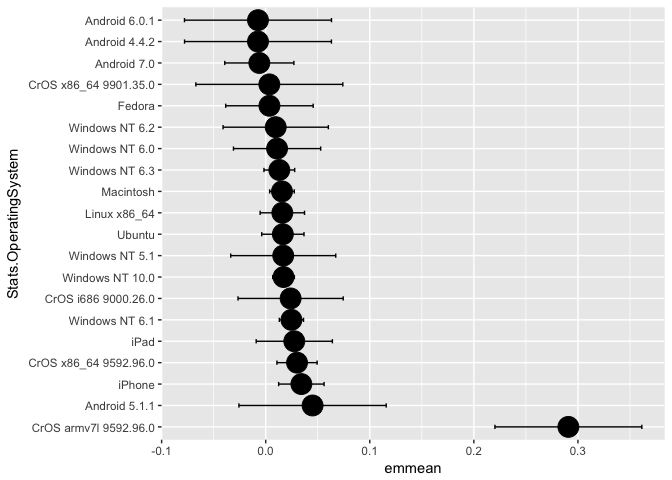 Android 6.0.1
Android 4.4.2
Android 7.0
CrOS x86_64 9901.35.0
Fedora
Windows NT 6.2
Windows NT 6.0
Windows NT 6.3
Macintosh
Linux x86_64
Ubuntu
Windows NT 5.1
Windows NT 10.0
CrOS i686 9000.26.0
Windows NT 6.1
iPad
CrOS x86_64 9592.96.0
iPhone
Android 5.1.1
CrOS armv7l 9592.96.0
Stats.OperatingSystem
-0.1 0.0 0.1 0.2 0.3
emmean